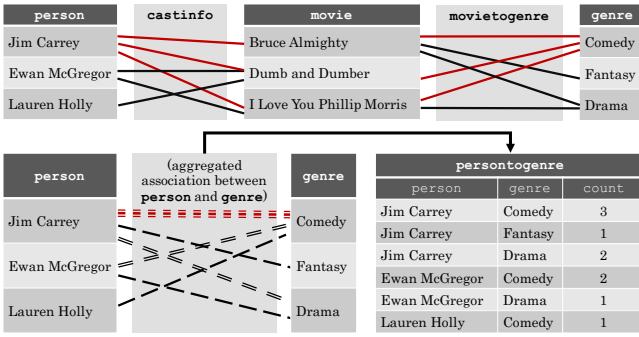 person castinfo movie movietogenre genre
Jim Carrey Bruce Almighty Comedy
Ewan McGregor Dumb and Dumber Fantasy
Lauren Holly I Love You Phillip Morris Drama
person (aggregated association between person and genre) genre
Jim Carrey Comedy
Ewan McGregor Fantasy
Lauren Holly Drama
persontogenre
person genre count
Jim Carrey Comedy 3
Jim Carrey Fantasy 1
Jim Carrey Drama 2
Ewan McGregor Comedy 2
Ewan McGregor Drama 1
Lauren Holly Comedy 1